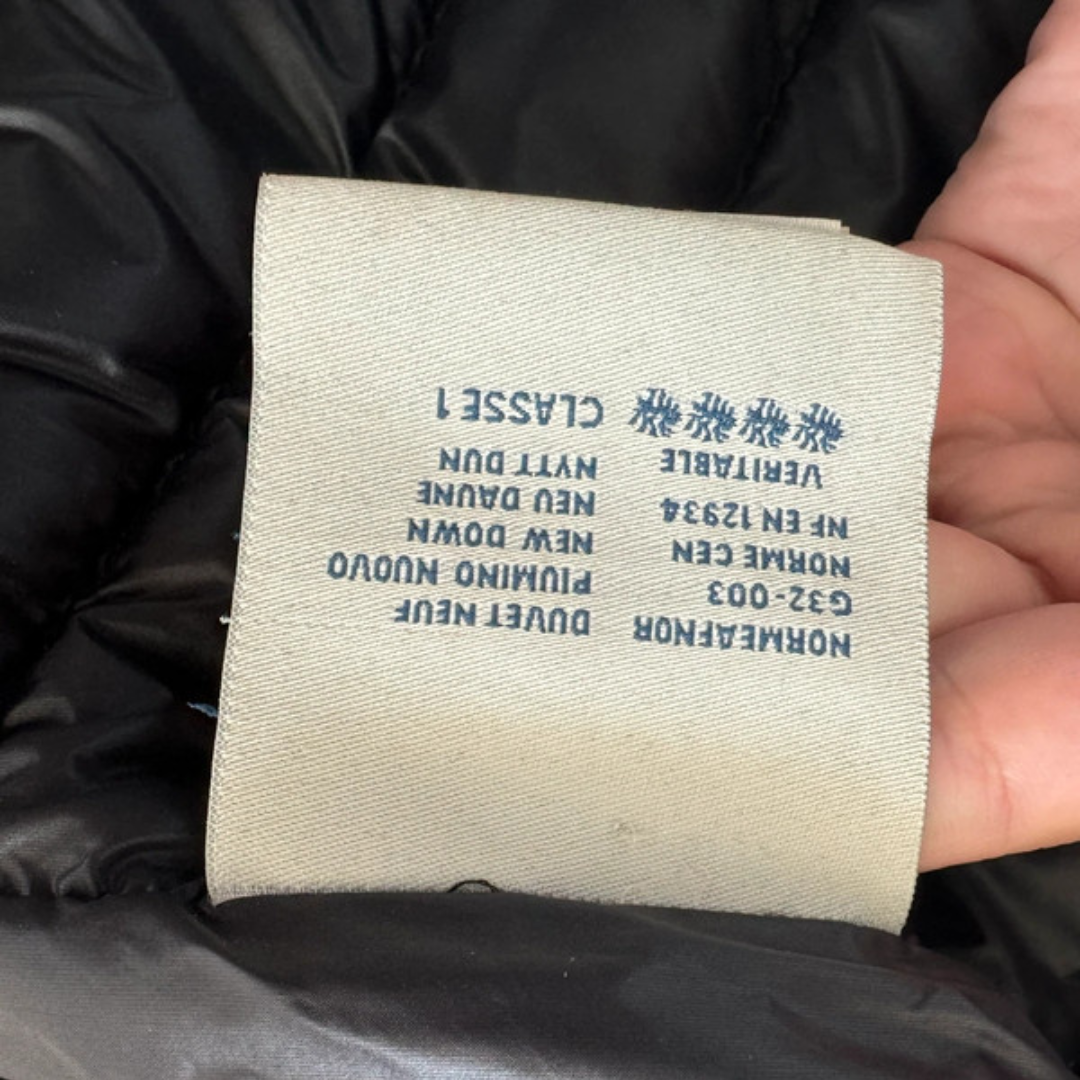 NORMEAFNOR DUVET NEUF
G32-003 PIUMINO NUOVO
NORME CEN NEW DOWN
NF EN 12934 NEU DAUNE
VERITABLE NYTT DUN
CLASSE 1